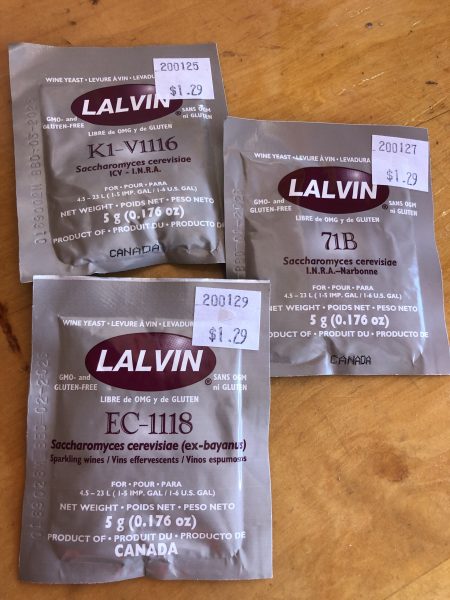 200125
$1.29
WINE YEAST • LEVURE À VIN • LEVADURA
LALVIN
GMO- and GLUTEN-FREE
SANS OGM ni GLUTEN
LIBRE de OMG y de GLUTEN
K1-V1116
Saccharomyces cerevisiae
ICV - I.N.R.A.
FOR • POUR • PARA
4.5 – 23 L ( 1-5 IMP. GAL / 1-6 U.S. GAL)
NET WEIGHT • POIDS NET • PESO NETO
5 g (0.176 oz)
PRODUCT OF • PRODUIT DU • PRODUCTO DE
CANADA
200127
$1.29
WINE YEAST • LEVURE À VIN • LEVADURA
LALVIN
GMO- and GLUTEN-FREE
SANS OGM ni GLUTEN
LIBRE de OMG y de GLUTEN
71B
Saccharomyces cerevisiae
I.N.R.A.–Narbonne
FOR • POUR • PARA
4.5 – 23 L ( 1-5 IMP. GAL / 1-6 U.S. GAL)
NET WEIGHT • POIDS NET • PESO NETO
5 g (0.176 oz)
OF • PRODUIT DU • PRODUCTO DE
CANADA
200129
$1.29
WINE YEAST • LEVURE À VIN • LEVADURA
LALVIN
®
GMO- and GLUTEN-FREE
SANS OGM ni GLUTEN
LIBRE de OMG y de GLUTEN
EC-1118
Saccharomyces cerevisiae (ex-bayanus)
Sparkling wines / Vins effervescents / Vinos espumosos
FOR • POUR • PARA
4.5 – 23 L ( 1-5 IMP. GAL / 1-6 U.S. GAL)
NET WEIGHT • POIDS NET • PESO NETO
5 g (0.176 oz)
PRODUCT OF • PRODUIT DU • PRODUCTO DE
CANADA